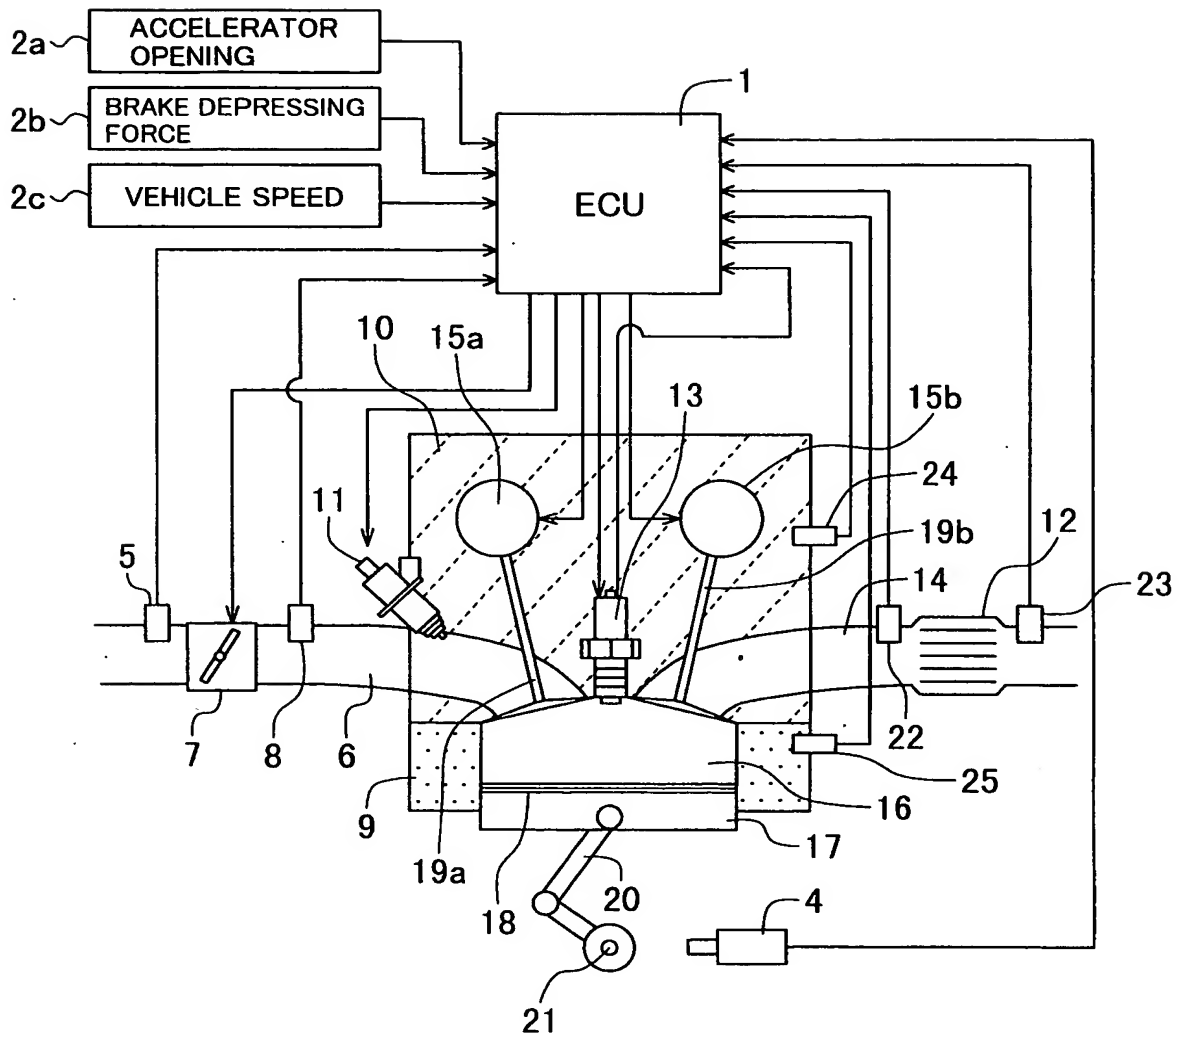 2a
ACCELERATOR
OPENING
2b
BRAKE DEPRESSING
FORCE
2c
VEHICLE SPEED
1
ECU
10
15a
13
15b
11
24
12
5
19b
14
23
7
8
6
22
25
9
16
19a
17
18
20
4
21